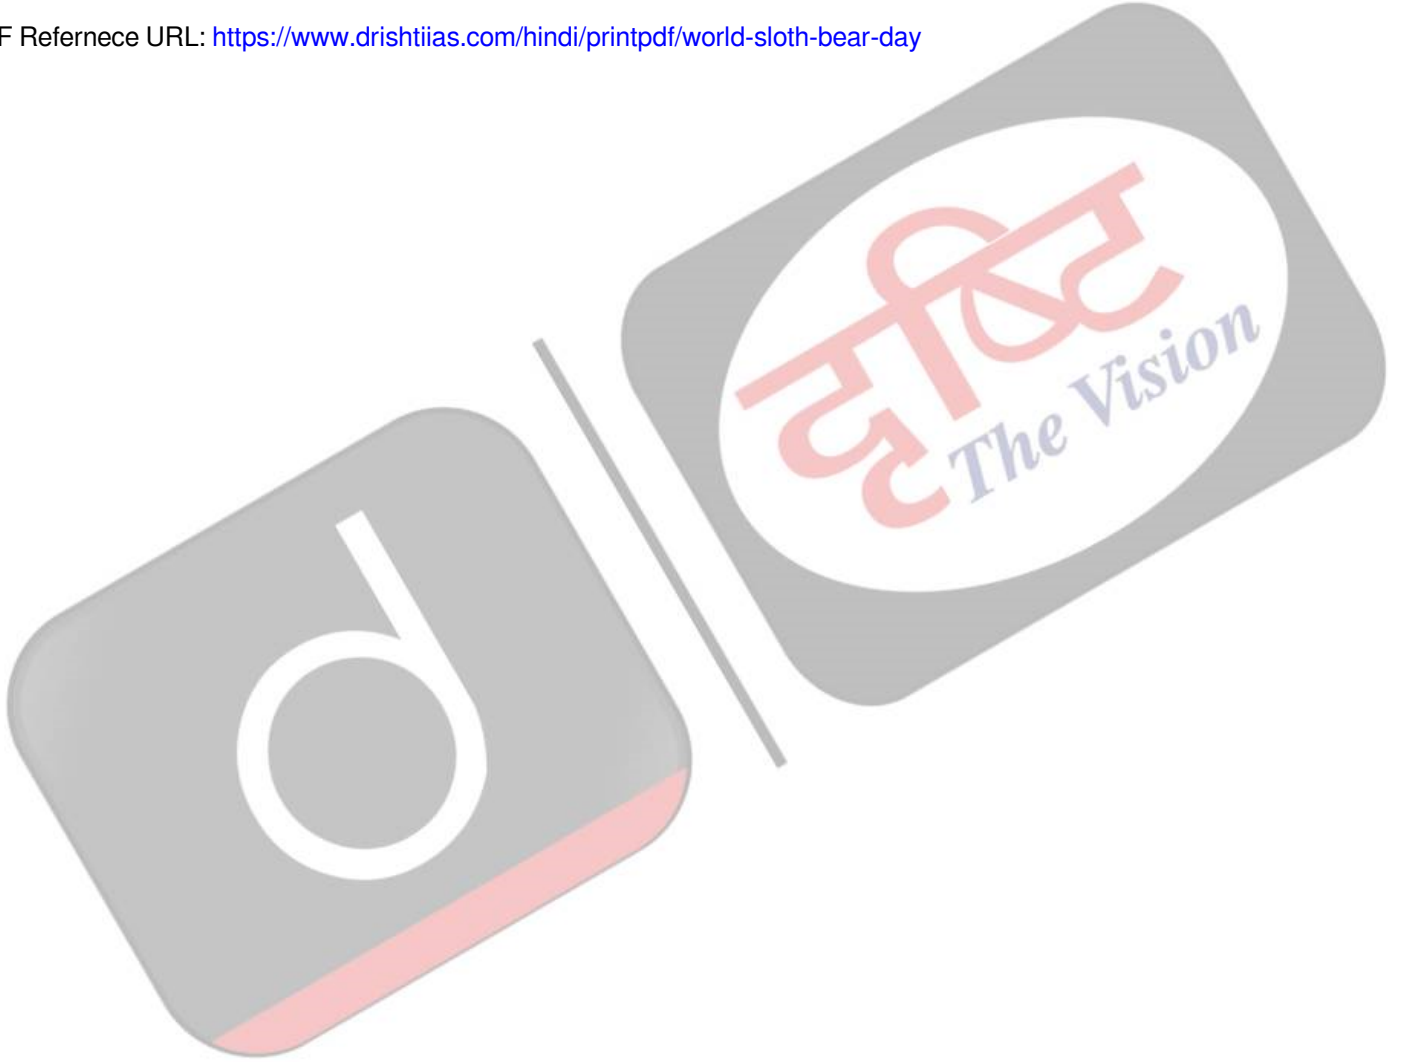 F Refernece URL: https://www.drishtiias.com/hindi/printpdf/world-sloth-bear-day
दृष्टि
The Vision
d